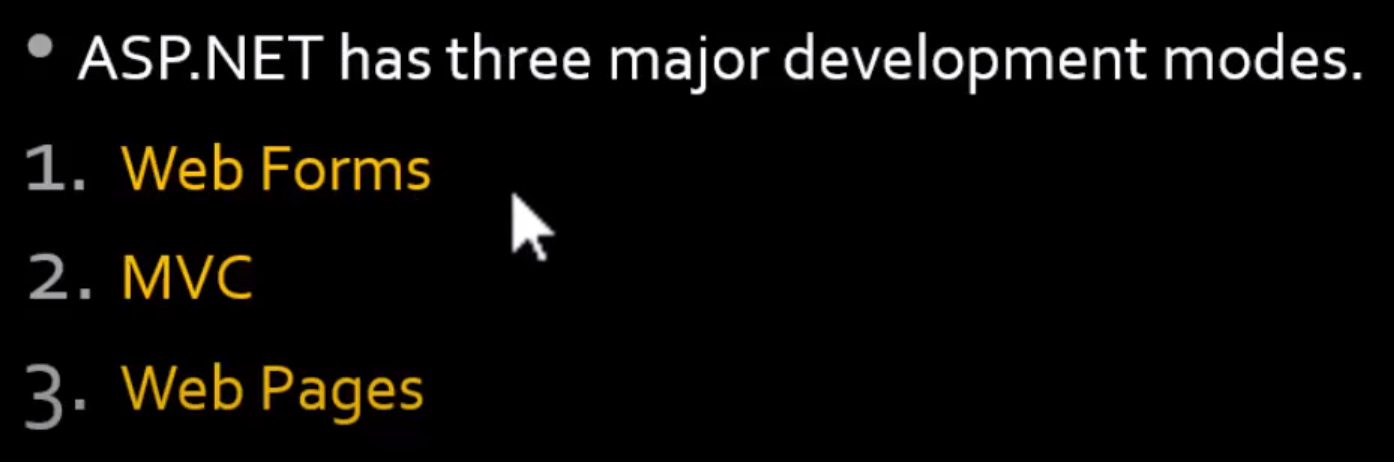 • ASP.NET has three major development modes.
1. Web Forms
2. MVC
3. Web Pages